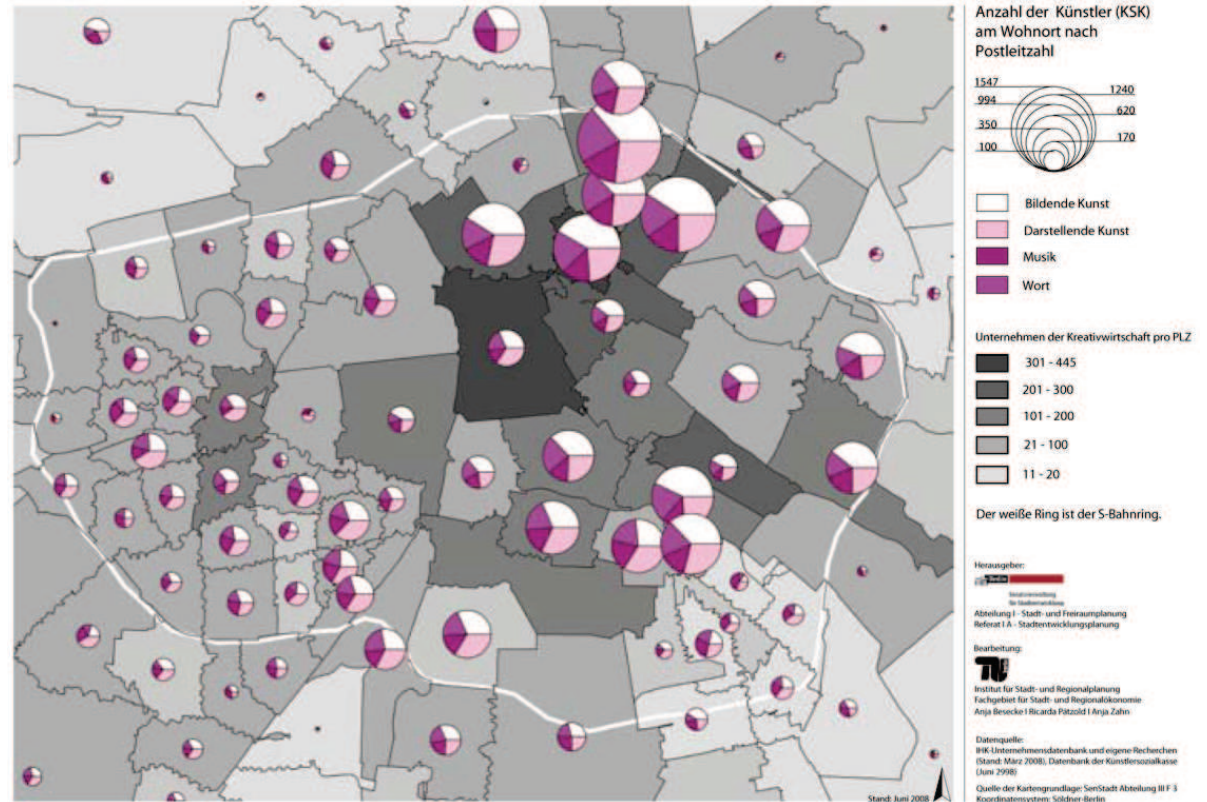 Anzahl der Künstler (KSK)
am Wohnort nach
Postleitzahl
1547
1240
994
620
350
170
100
Bildende Kunst
Darstellende Kunst
Musik
Wort
Unternehmen der Kreativwirtschaft pro PLZ
301 - 445
201 - 300
101 - 200
21 - 100
11 - 20
Der weiße Ring ist der S-Bahnring.
Herausgeber:
Senatsverwaltung
für Stadtentwicklung
Abteilung I - Stadt- und Freiraumplanung
Referat I A - Stadtentwicklungsplanung
Bearbeitung:
Institut für Stadt- und Regionalplanung
Fachgebiet für Stadt- und Regionalökonomie
Anja Besecke I Ricarda Pätzold I Anja Zahn
Datenquelle:
IHK-Unternehmensdatenbank und eigene Recherchen
(Stand: März 2008), Datenbank der Künstlersozialkasse
(Juni 2998)
Quelle der Kartengrundlage: SenStadt Abteilung III F 3
Koordinatensystem: Söldner-Berlin
Stand: Juni 2008